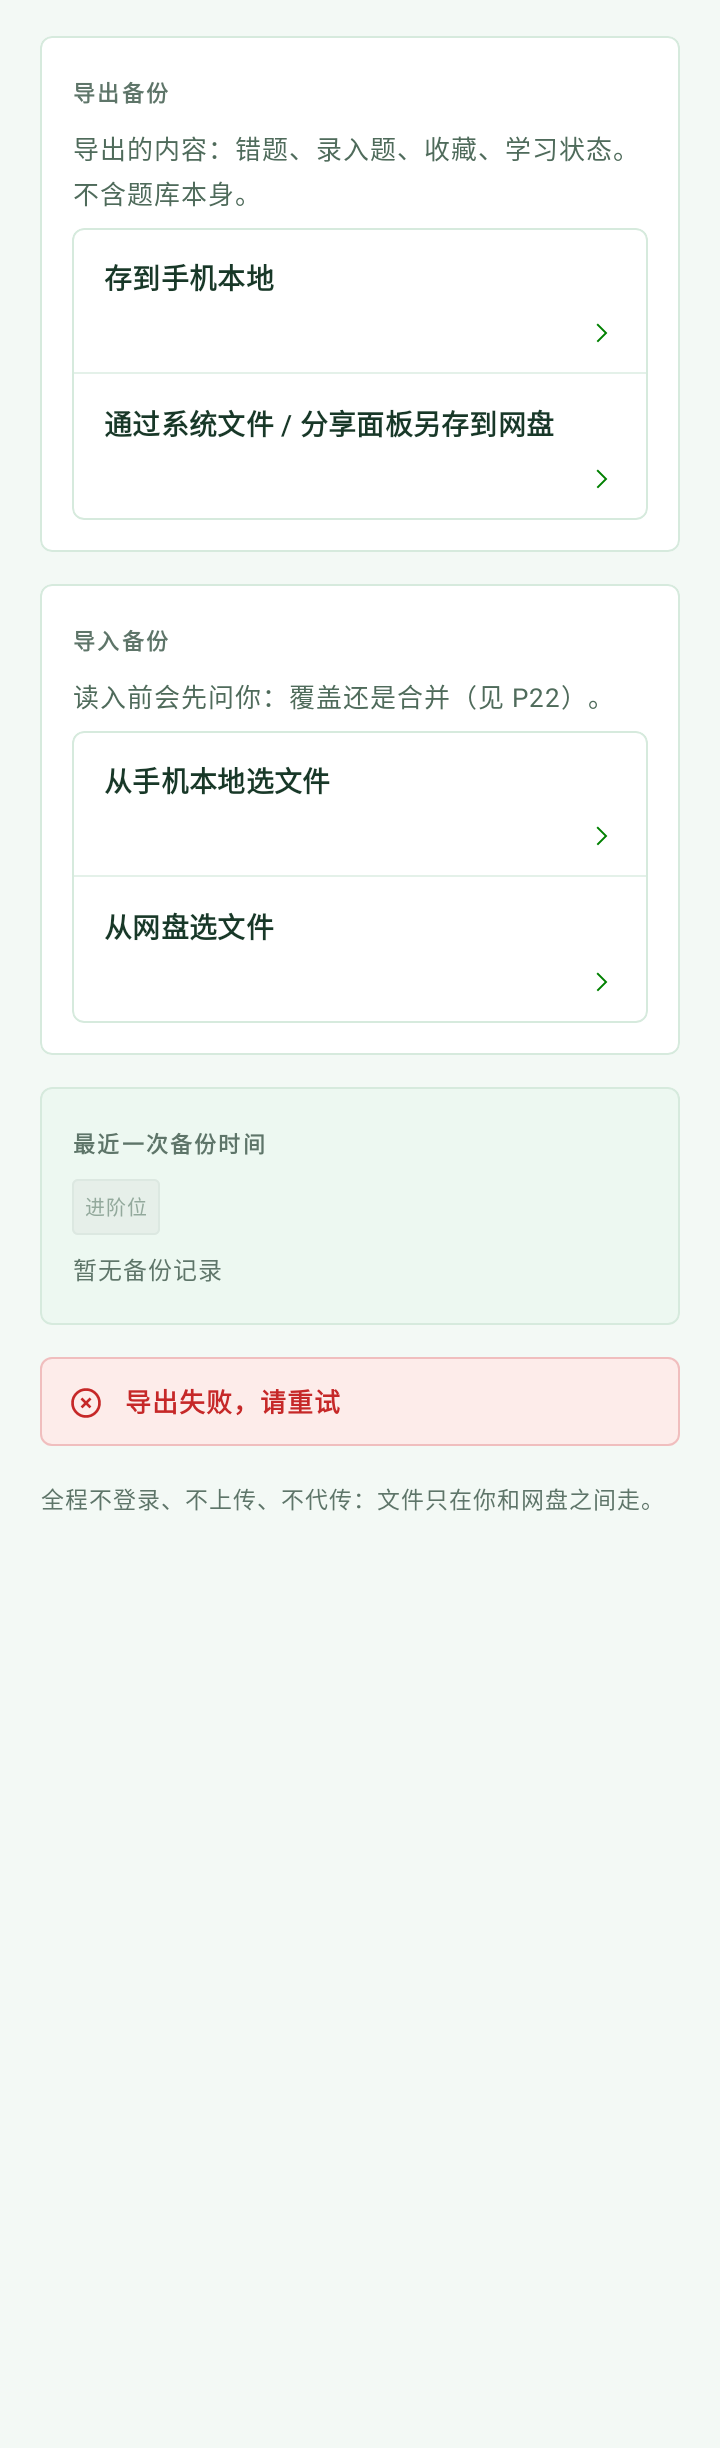 导出备份
导出的内容：错题、录入题、收藏、学习状态。
不含题库本身。
存到手机本地
通过系统文件 / 分享面板另存到网盘
导入备份
读入前会先问你：覆盖还是合并（见 P22）。
从手机本地选文件
从网盘选文件
最近一次备份时间
进阶位
暂无备份记录
导出失败，请重试
全程不登录、不上传、不代传：文件只在你和网盘之间走。